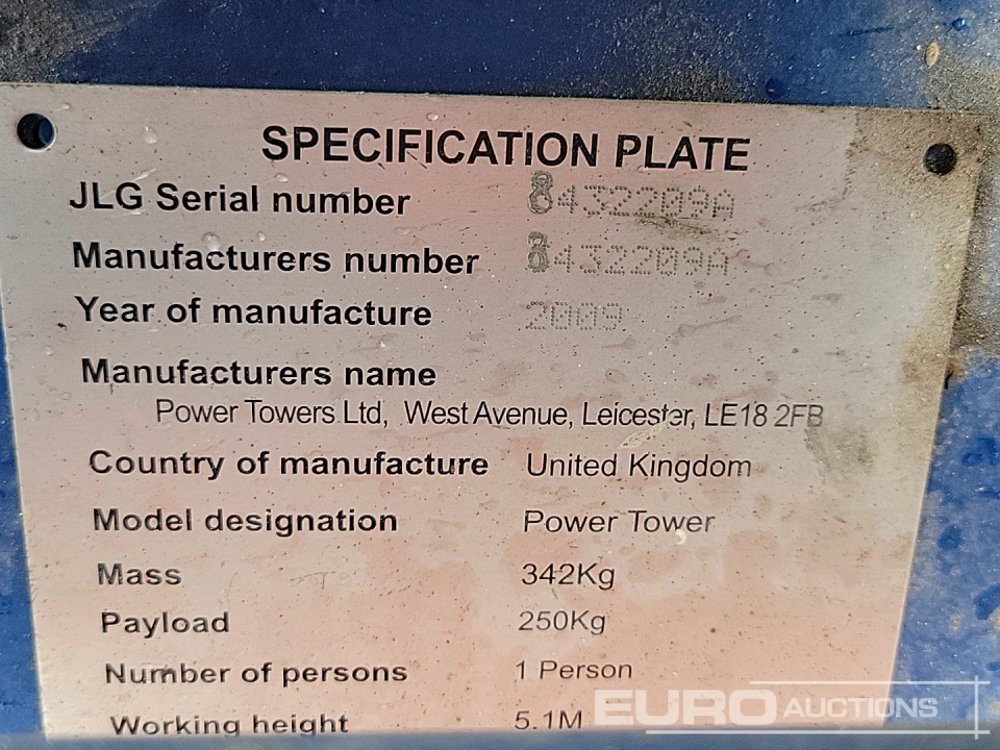 SPECIFICATION PLATE
JLG Serial number 8432209A
Manufacturers number 8432209A
Year of manufacture 2009
Manufacturers name
Power Towers Ltd, West Avenue, Leicester, LE18 2FB
Country of manufacture United Kingdom
Model designation Power Tower
Mass 342Kg
Payload 250Kg
Number of persons 1 Person
Working height 5.1M
EURO AUCTIONS